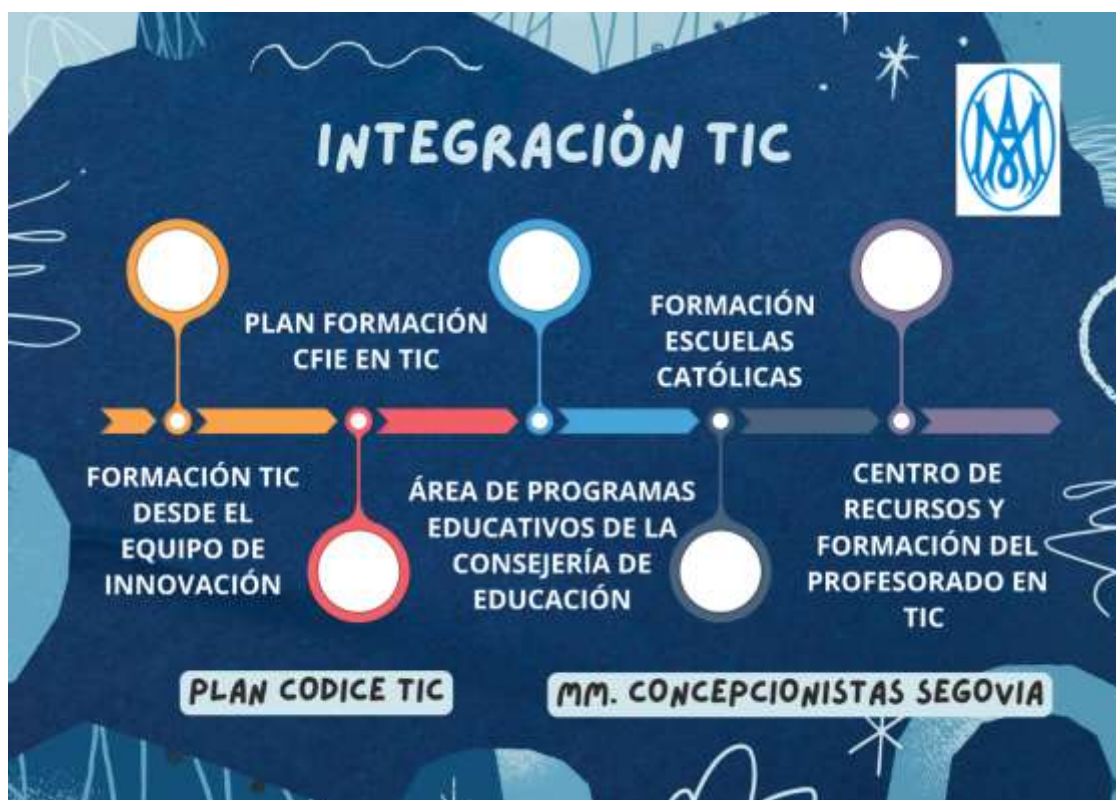 INTEGRACIÓN TIC
FORMACIÓN TIC
DESDE EL
EQUIPO DE
INNOVACIÓN
PLAN FORMACIÓN
CFIE EN TIC
ÁREA DE PROGRAMAS
EDUCATIVOS DE LA
CONSEJERÍA DE
EDUCACIÓN
FORMACIÓN
ESCUELAS
CATÓLICAS
CENTRO DE
RECURSOS Y
FORMACIÓN DEL
PROFESORADO EN
TIC
PLAN CODICE TIC
MM. CONCEPCIONISTAS SEGOVIA